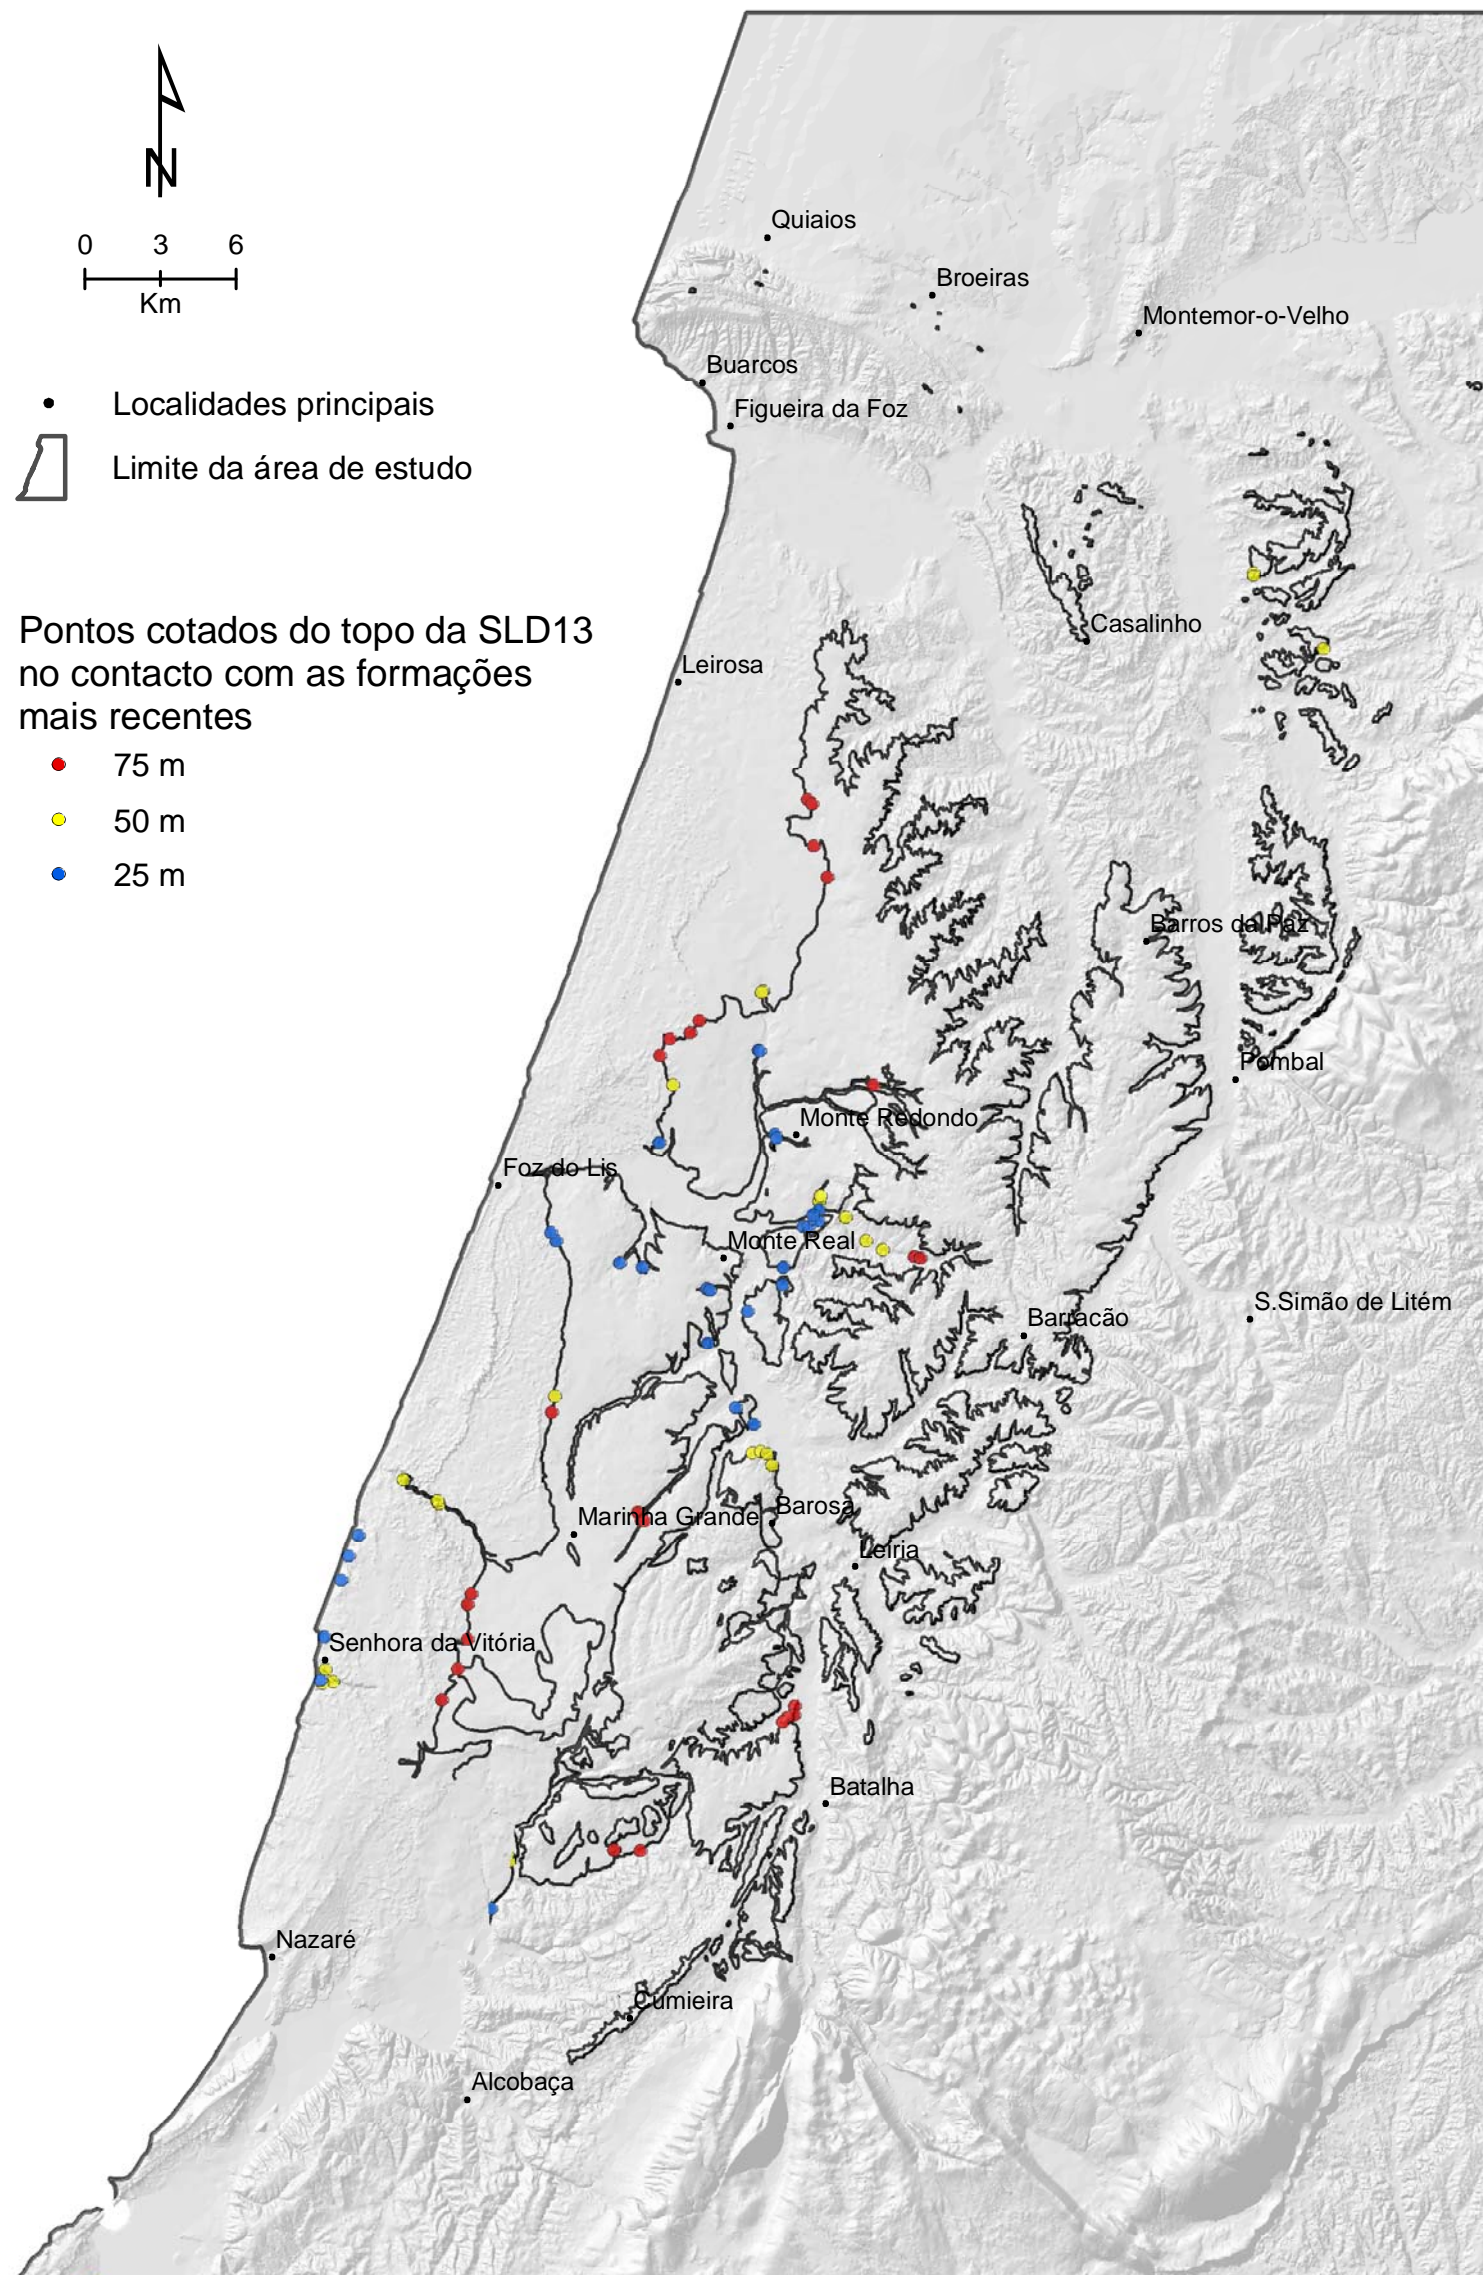 N
0 3 6
Km
Localidades principais
Limite da área de estudo
Pontos cotados do topo da SLD13
no contacto com as formações
mais recentes
75 m
50 m
25 m
Quiaios
Broeiras
Montemor-o-Velho
Buarcos
Figueira da Foz
Casalinho
Leirosa
Barros da Paz
Pombal
Monte Redondo
Foz do Lis
Monte Real
S.Simão de Litém
Barracão
Marinha Grande
Barosa
Leiria
Senhora da Vitória
Batalha
Nazaré
Cumieira
Alcobaça